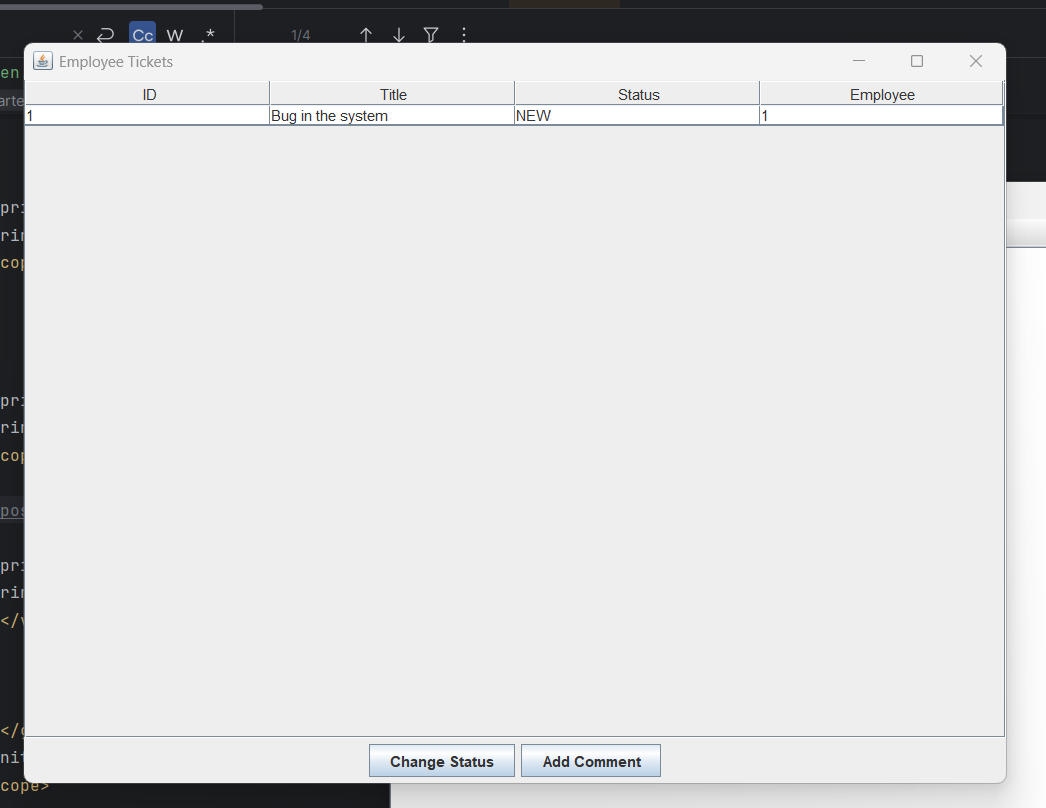 Cc W .* 1/4
en
arte
Employee Tickets
ID Title Status Employee
1 Bug in the system NEW 1
pri
rin
cop
pri
rin
cop
pos
pri
rin
</v
</
nit
cope>
Change Status Add Comment